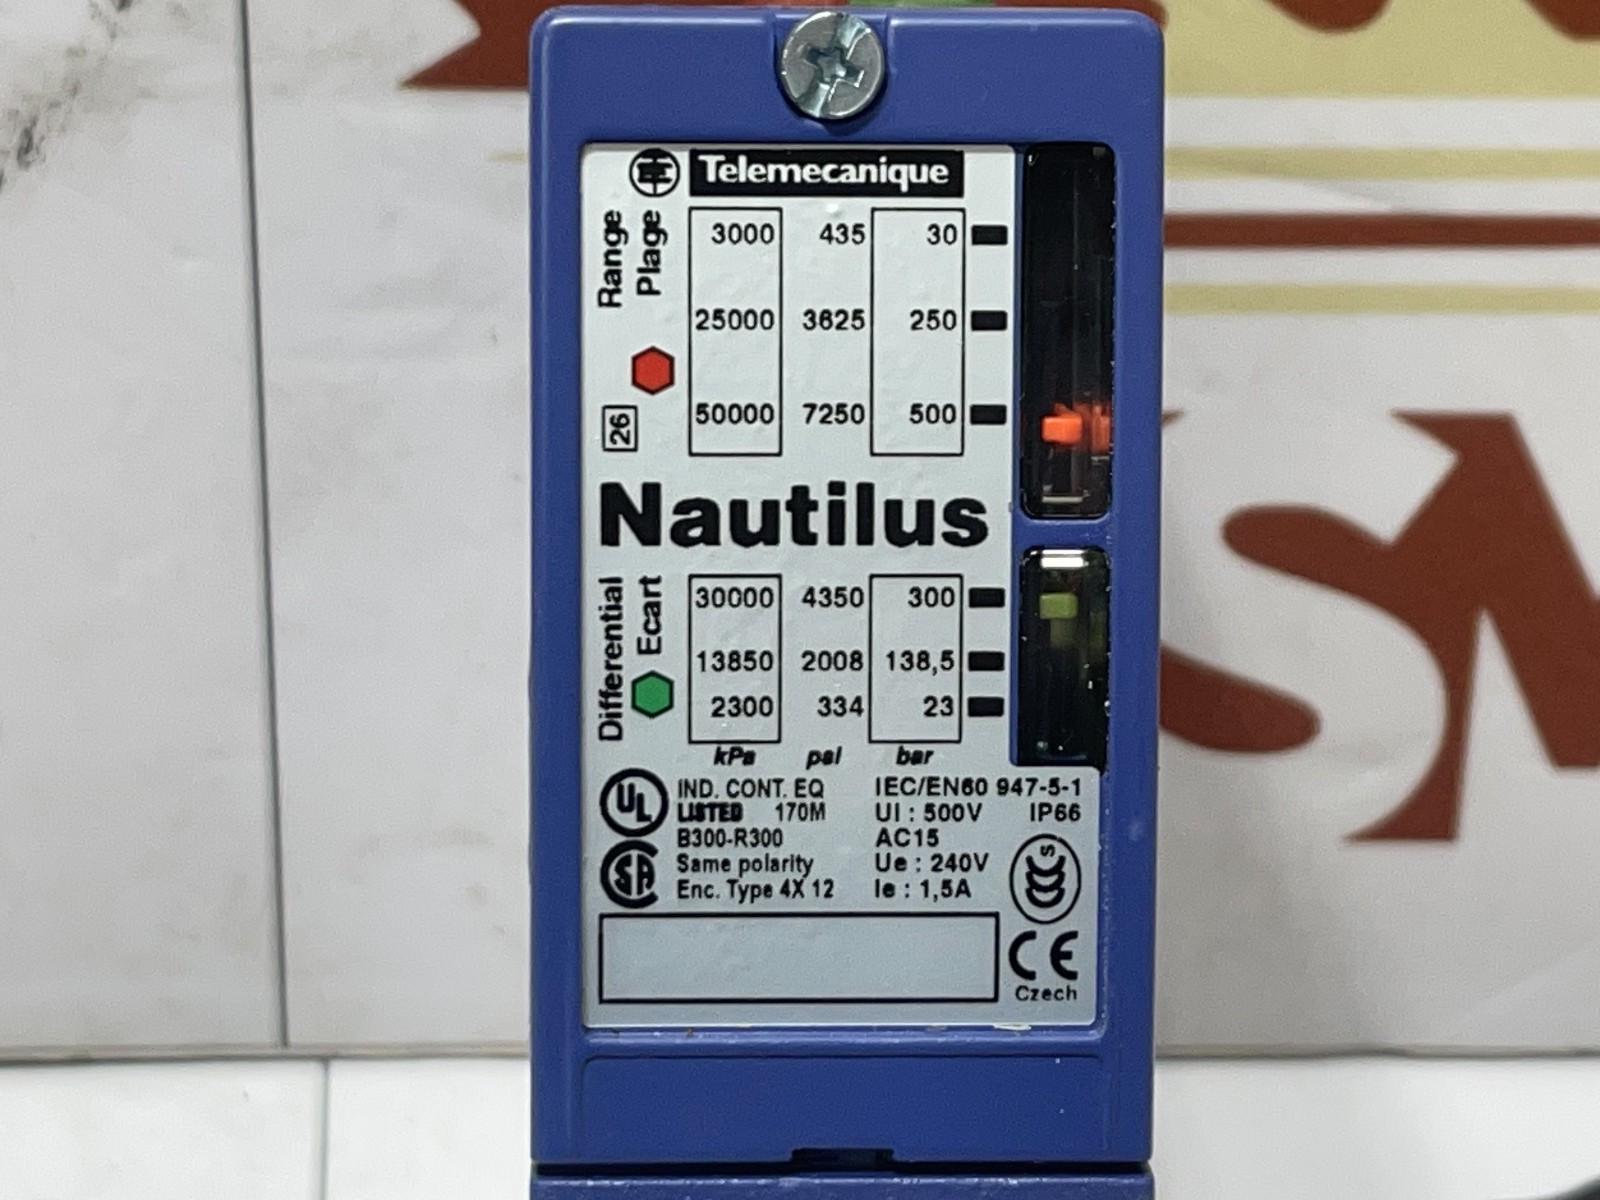 Telemecanique
Range
Plage
3000 435 30
25000 3625 250
50000 7250 500
26
Nautilus
Differential
Ecart
30000 4350 300
13850 2008 138,5
2300 334 23
kPa psi bar
UL
IND. CONT. EQ
LISTED 170M
B300-R300
SA
Same polarity
Enc. Type 4X 12
IEC/EN60 947-5-1
UI : 500V IP66
AC15
Ue : 240V
Ie : 1,5A
CCC S
CE
Czech